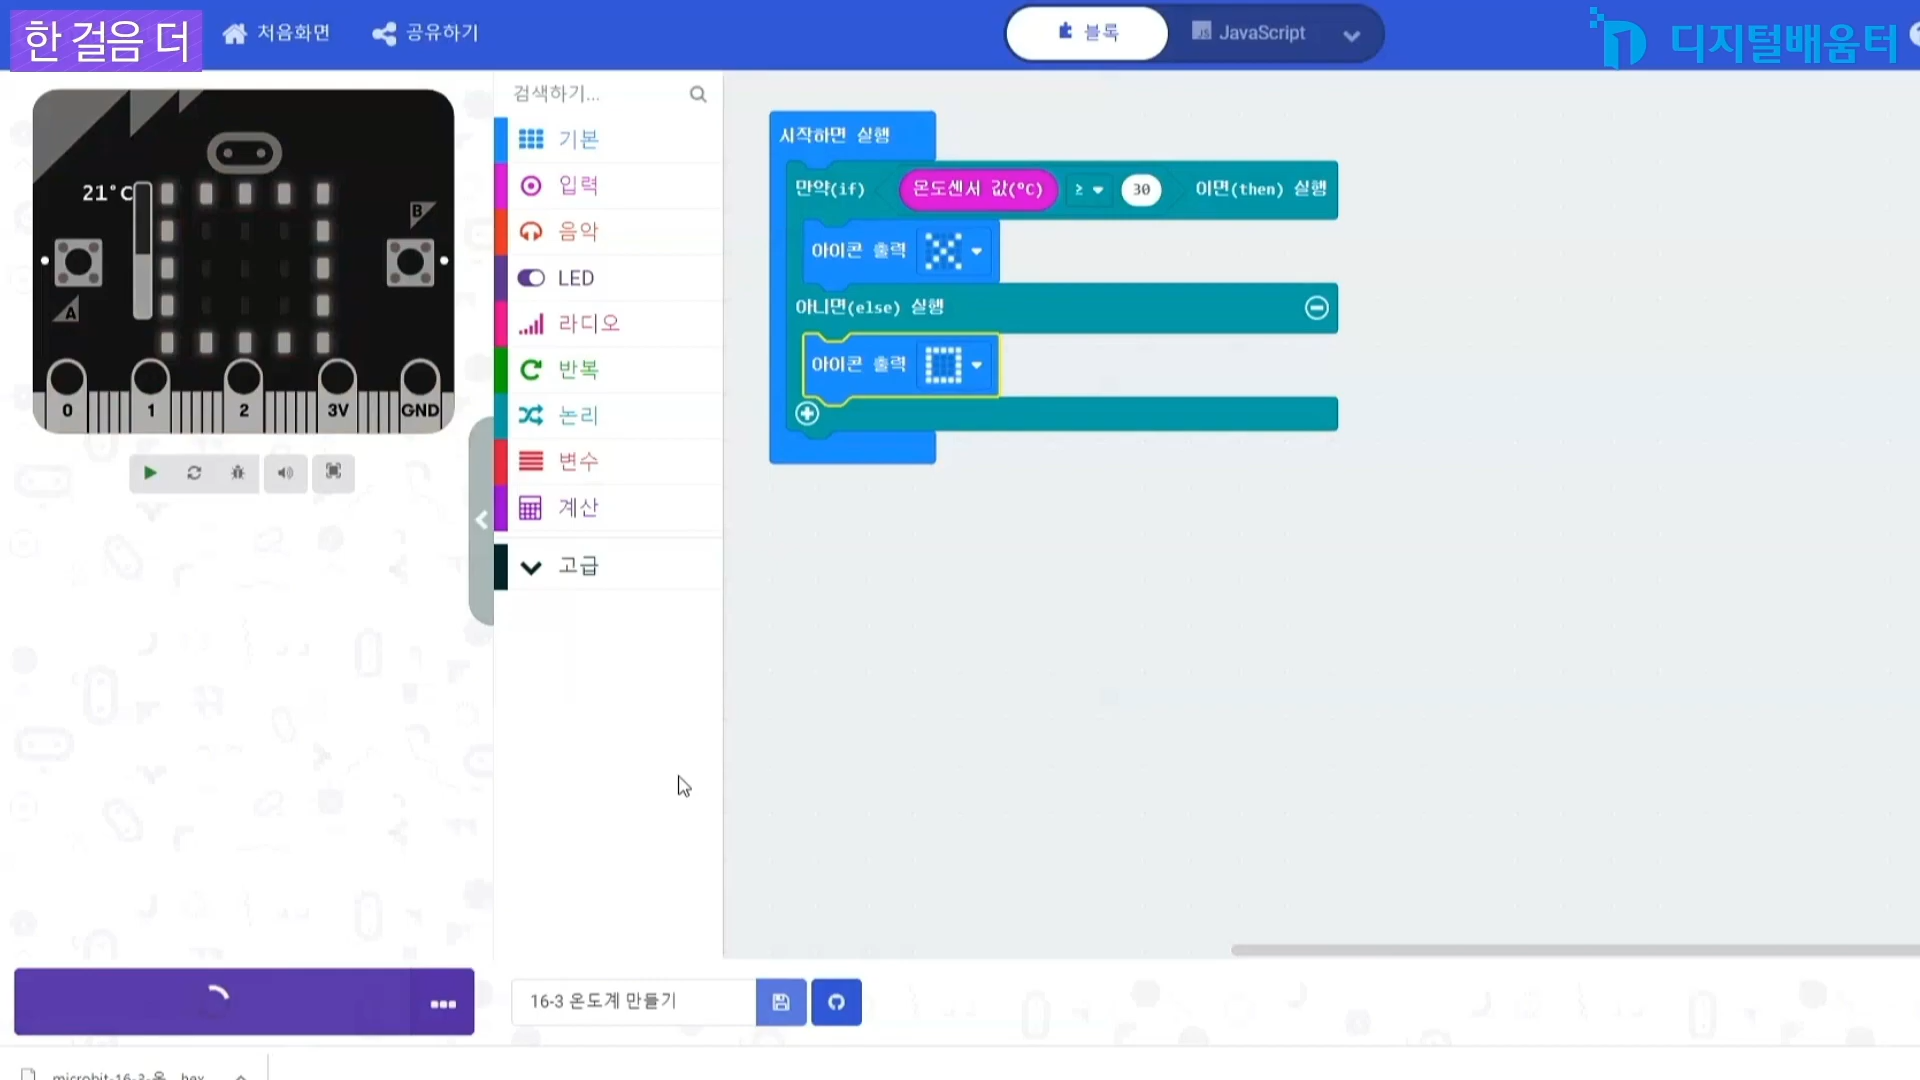 한 걸음 더
처음화면
공유하기
블록
JavaScript
디지털배움터
21°C
B
A
0
1
2
3V
GND
검색하기...
기본
입력
음악
LED
라디오
반복
논리
변수
계산
고급
시작하면 실행
만약(if) 온도센서 값(°C) ≥ 30 이면(then) 실행
아이콘 출력
아니면(else) 실행
아이콘 출력
16-3 온도계 만들기
microbit-16-3-온....hex